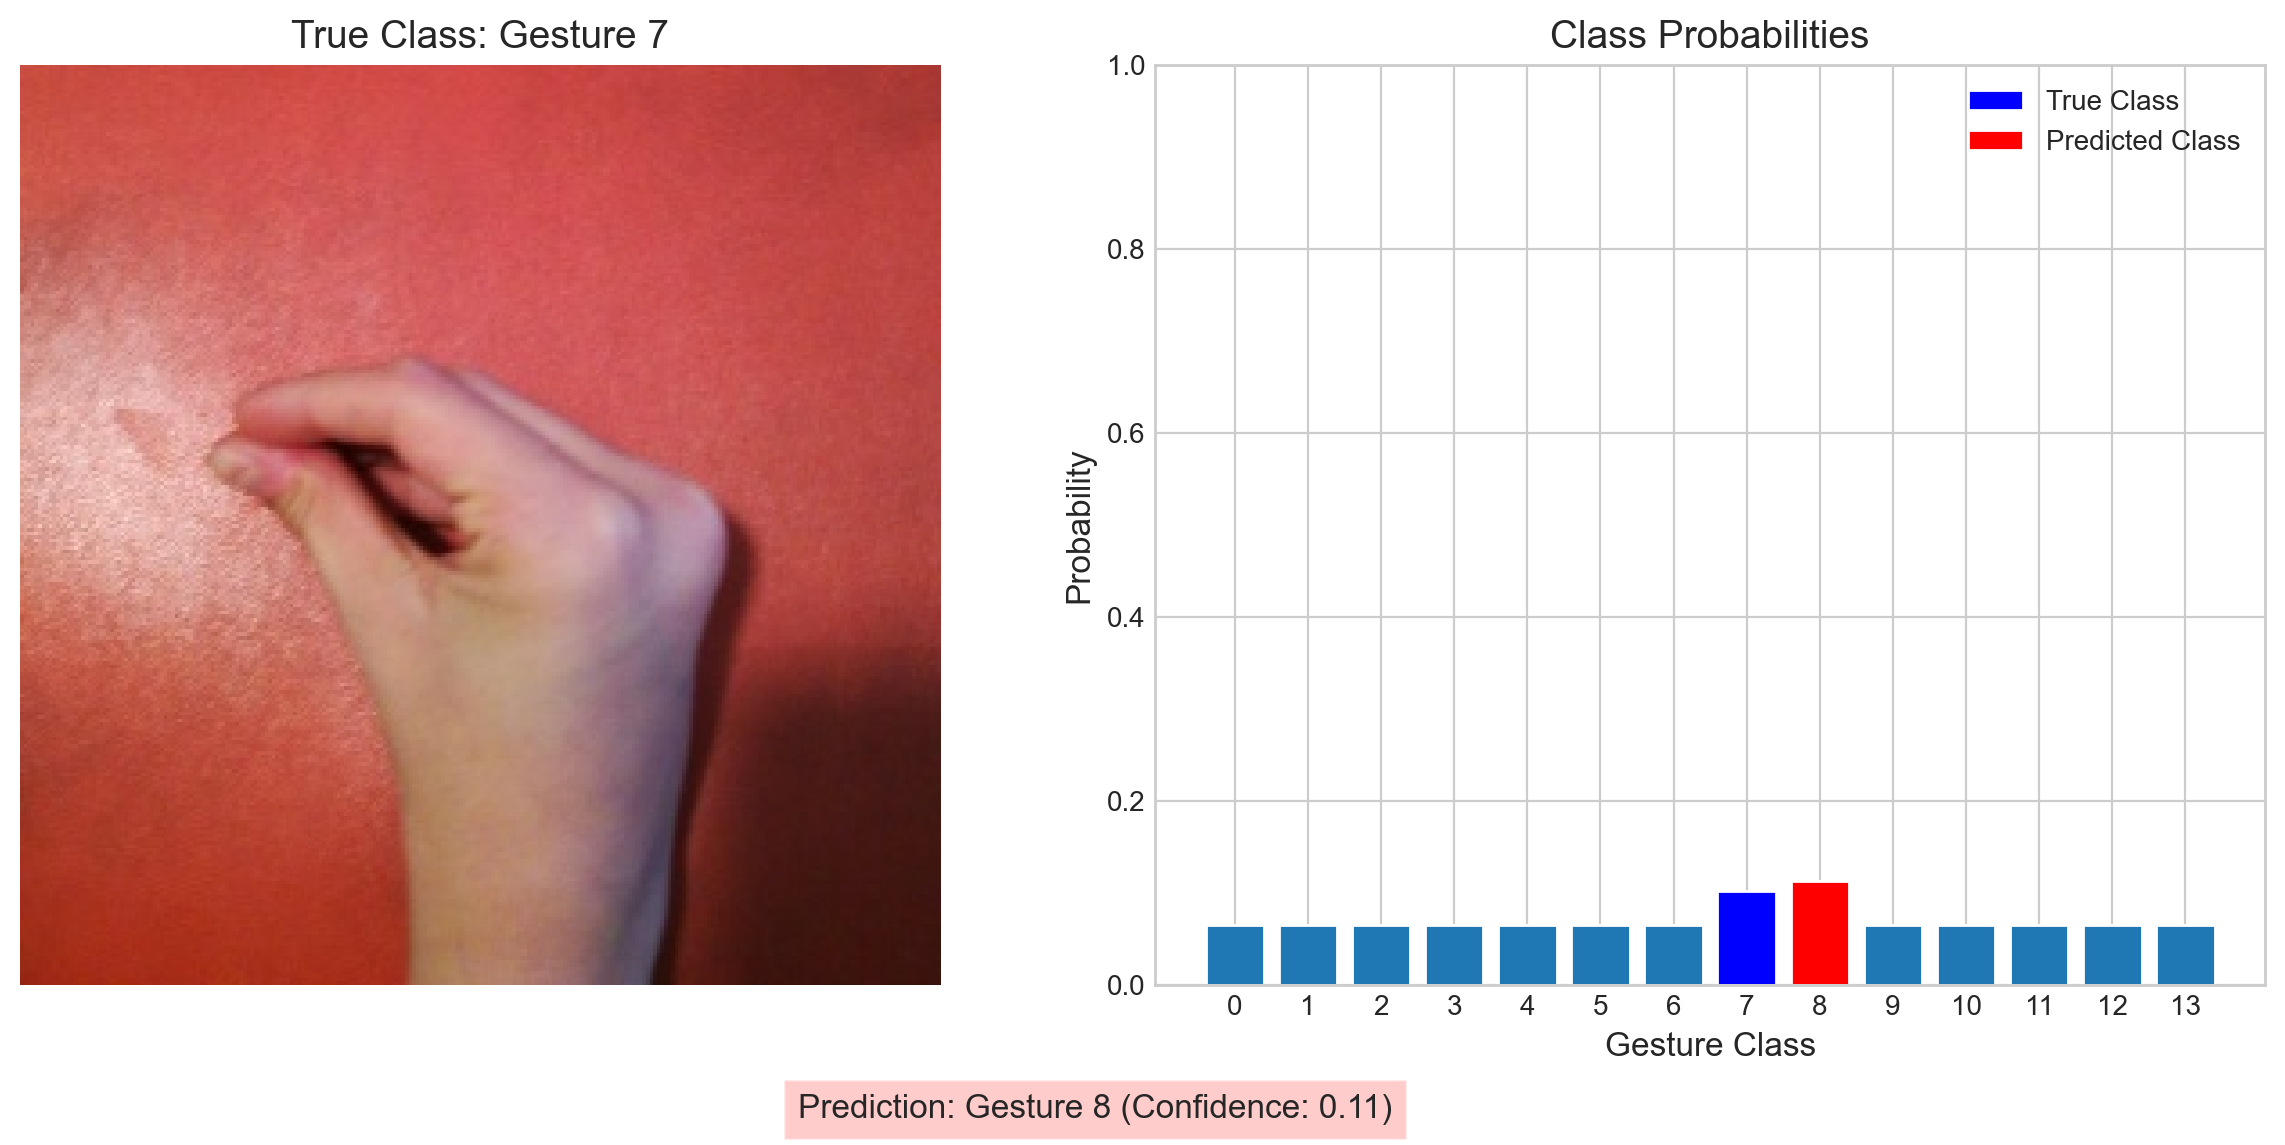 True Class: Gesture 7
Class Probabilities
1.0
0.8
0.6
0.4
0.2
0.0
Probability
True Class
Predicted Class
0 1 2 3 4 5 6 7 8 9 10 11 12 13
Gesture Class
Prediction: Gesture 8 (Confidence: 0.11)